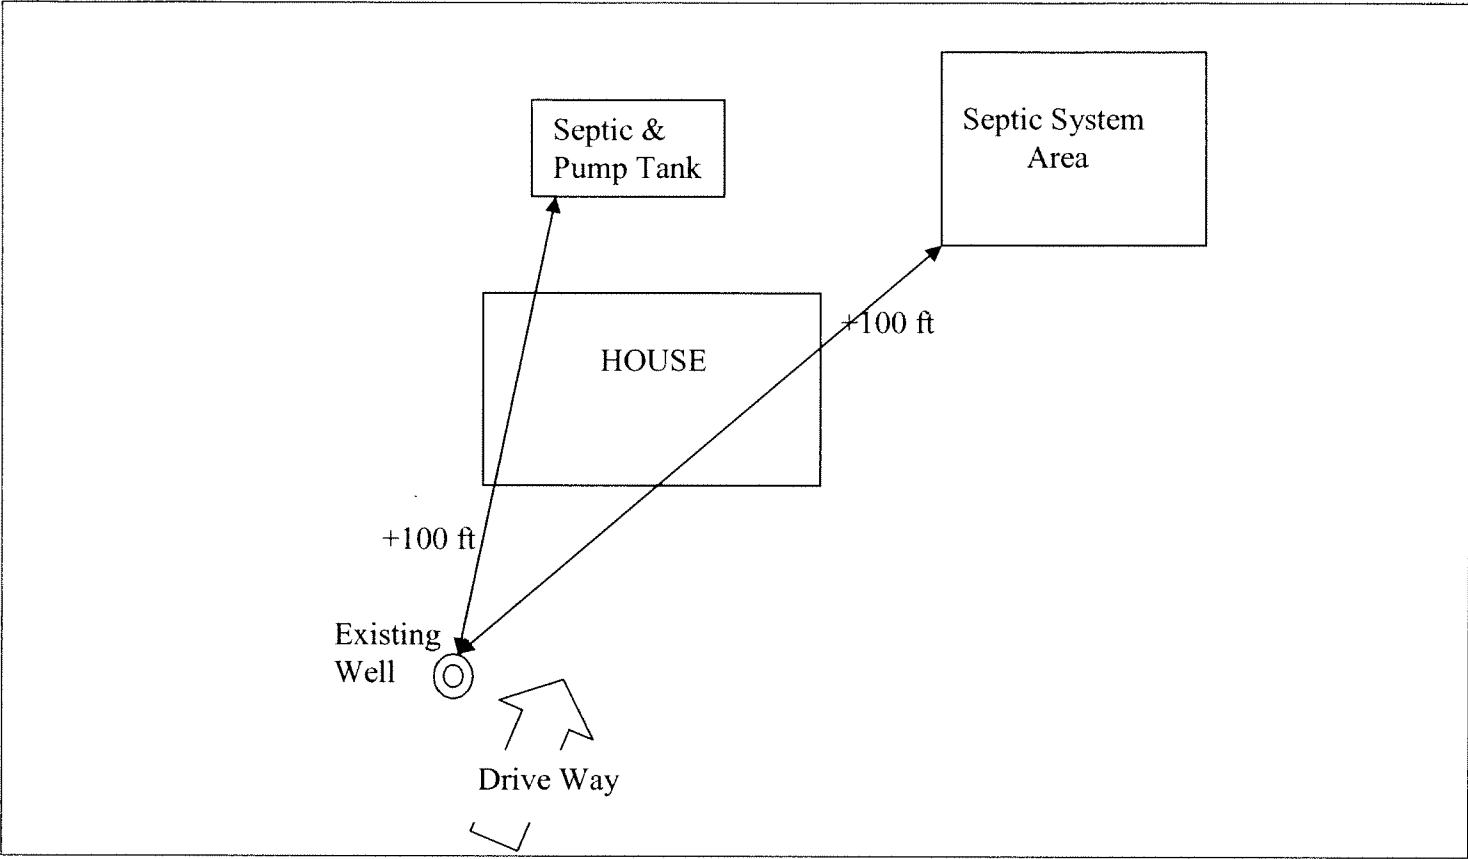 Septic &
Pump Tank
Septic System
Area
+100 ft
HOUSE
+100 ft
Existing
Well
Drive Way